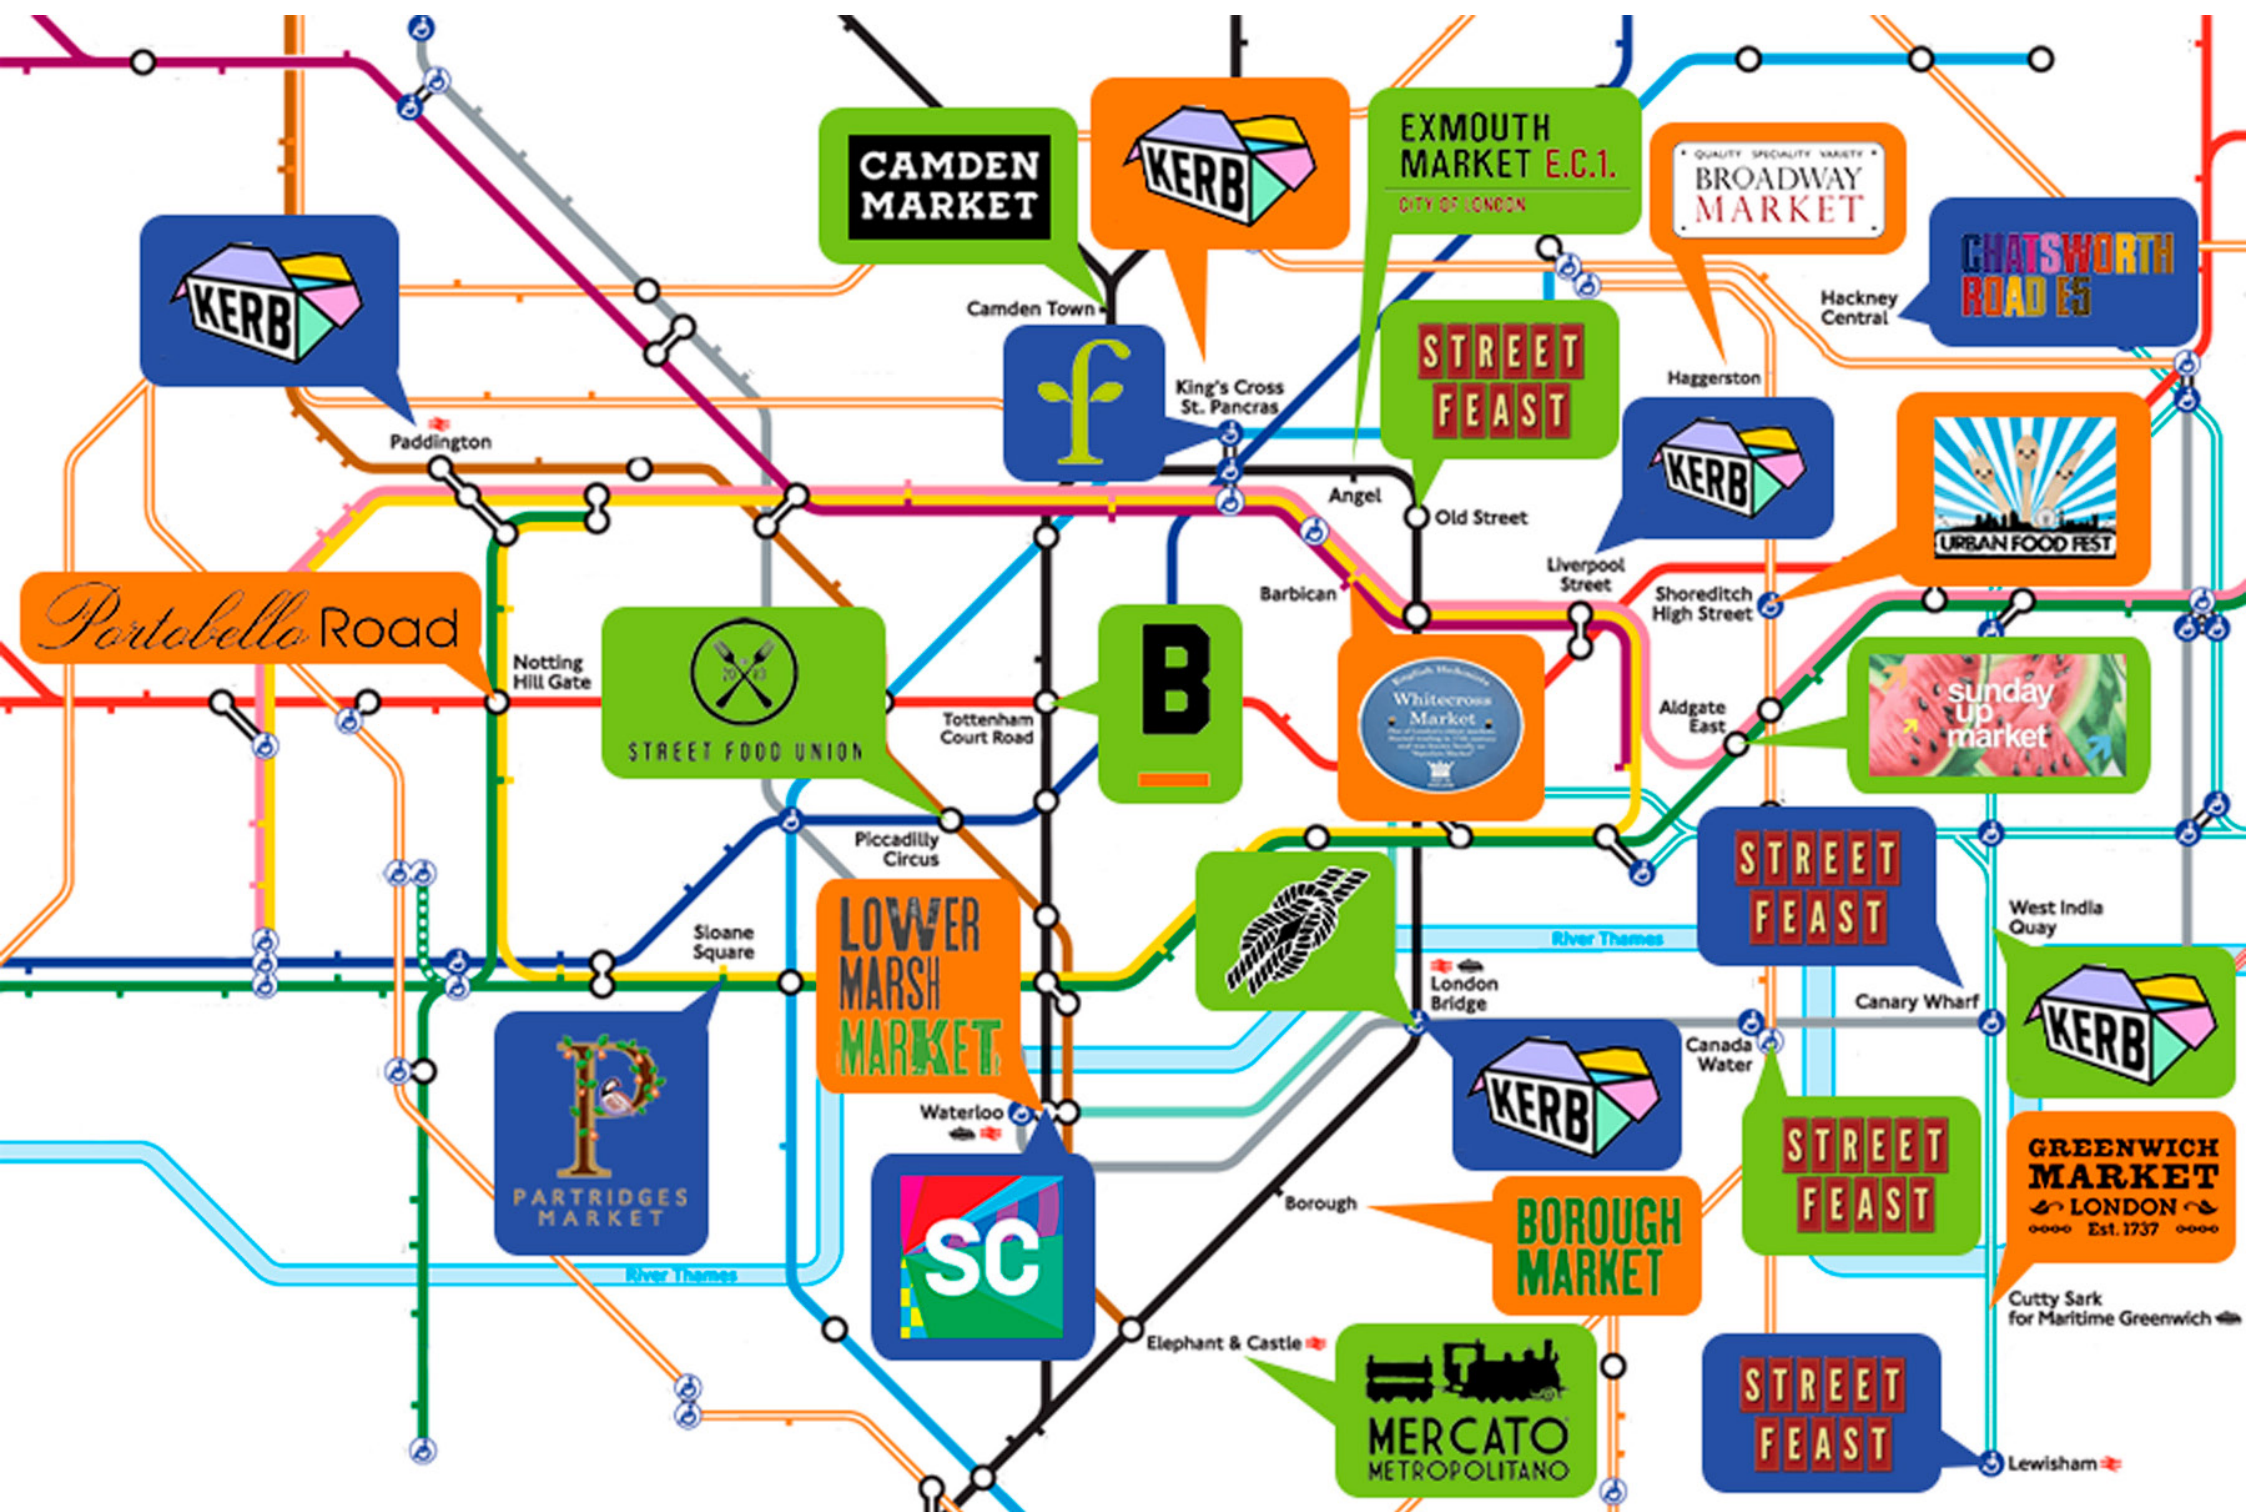 CAMDEN
MARKET
KERB
EXMOUTH
MARKET E.C.1.
CITY OF LONDON
QUALITY SPECIALITY VARIETY
BROADWAY
MARKET
CHATSWORTH
ROAD E5
KERB
Camden Town
Hackney
Central
f
King's Cross
St. Pancras
STREET
FEAST
Haggerston
KERB
URBAN FOOD FEST
Paddington
Angel
Old Street
Liverpool
Street
Barbican
Shoreditch
High Street
Portobello Road
Notting
Hill Gate
STREET FOOD UNION
B
Tottenham
Court Road
English Hedonists
Whitecross
Market
Aldgate
East
sunday
up
market
Piccadilly
Circus
STREET
FEAST
LOWER
MARSH
MARKET
Sloane
Square
River Thames
West India
Quay
London
Bridge
Canary Wharf
KERB
Canada
Water
P
PARTRIDGES
MARKET
Waterloo
KERB
STREET
FEAST
GREENWICH
MARKET
LONDON
Est. 1737
SC
Borough
BOROUGH
MARKET
River Thames
Cutty Sark
for Maritime Greenwich
Elephant & Castle
MERCATO
METROPOLITANO
STREET
FEAST
Lewisham